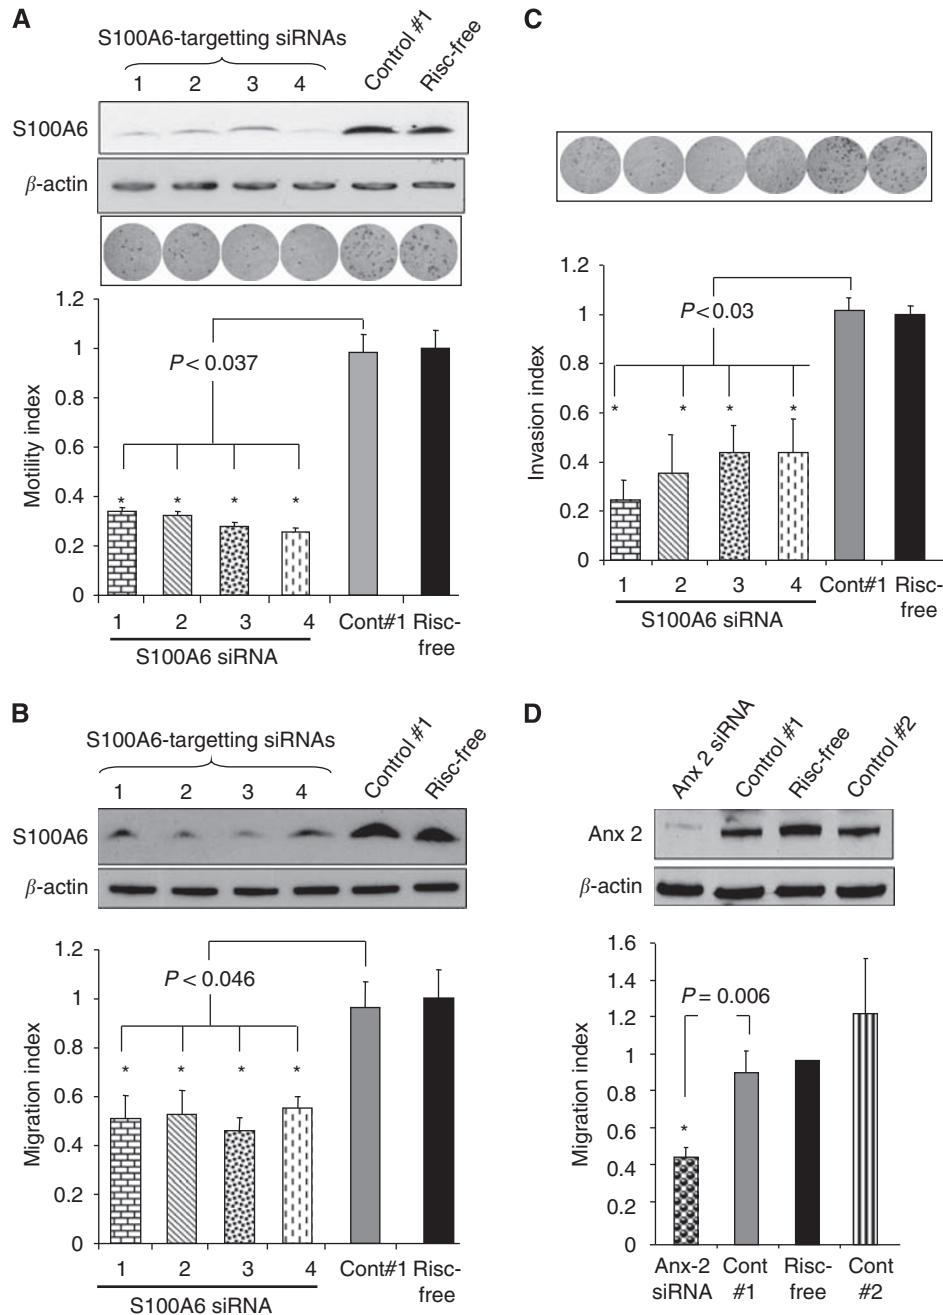 A
S100A6-targetting siRNAs
1 2 3 4 Control #1 Risc-free
S100A6
β-actin
1.2
1
0.8
0.6
0.4
0.2
0
Motility index
P < 0.037
* * * *
1 2 3 4 Cont#1 Risc-free
S100A6 siRNA
B
S100A6-targetting siRNAs
1 2 3 4 Control #1 Risc-free
S100A6
β-actin
1.2
1
0.8
0.6
0.4
0.2
0
Migration index
P < 0.046
* * * *
1 2 3 4 Cont#1 Risc-free
S100A6 siRNA
C
1.2
1
0.8
0.6
0.4
0.2
0
Invasion index
P < 0.03
* * * *
1 2 3 4 Cont#1 Risc-
free
S100A6 siRNA
D
Anx 2 siRNA Control #1 Risc-free Control #2
Anx 2
β-actin
1.6
1.4
1.2
1
0.8
0.6
0.4
0.2
0
Migration index
P = 0.006
*
Anx-2 Cont Risc- Cont
siRNA #1 free #2